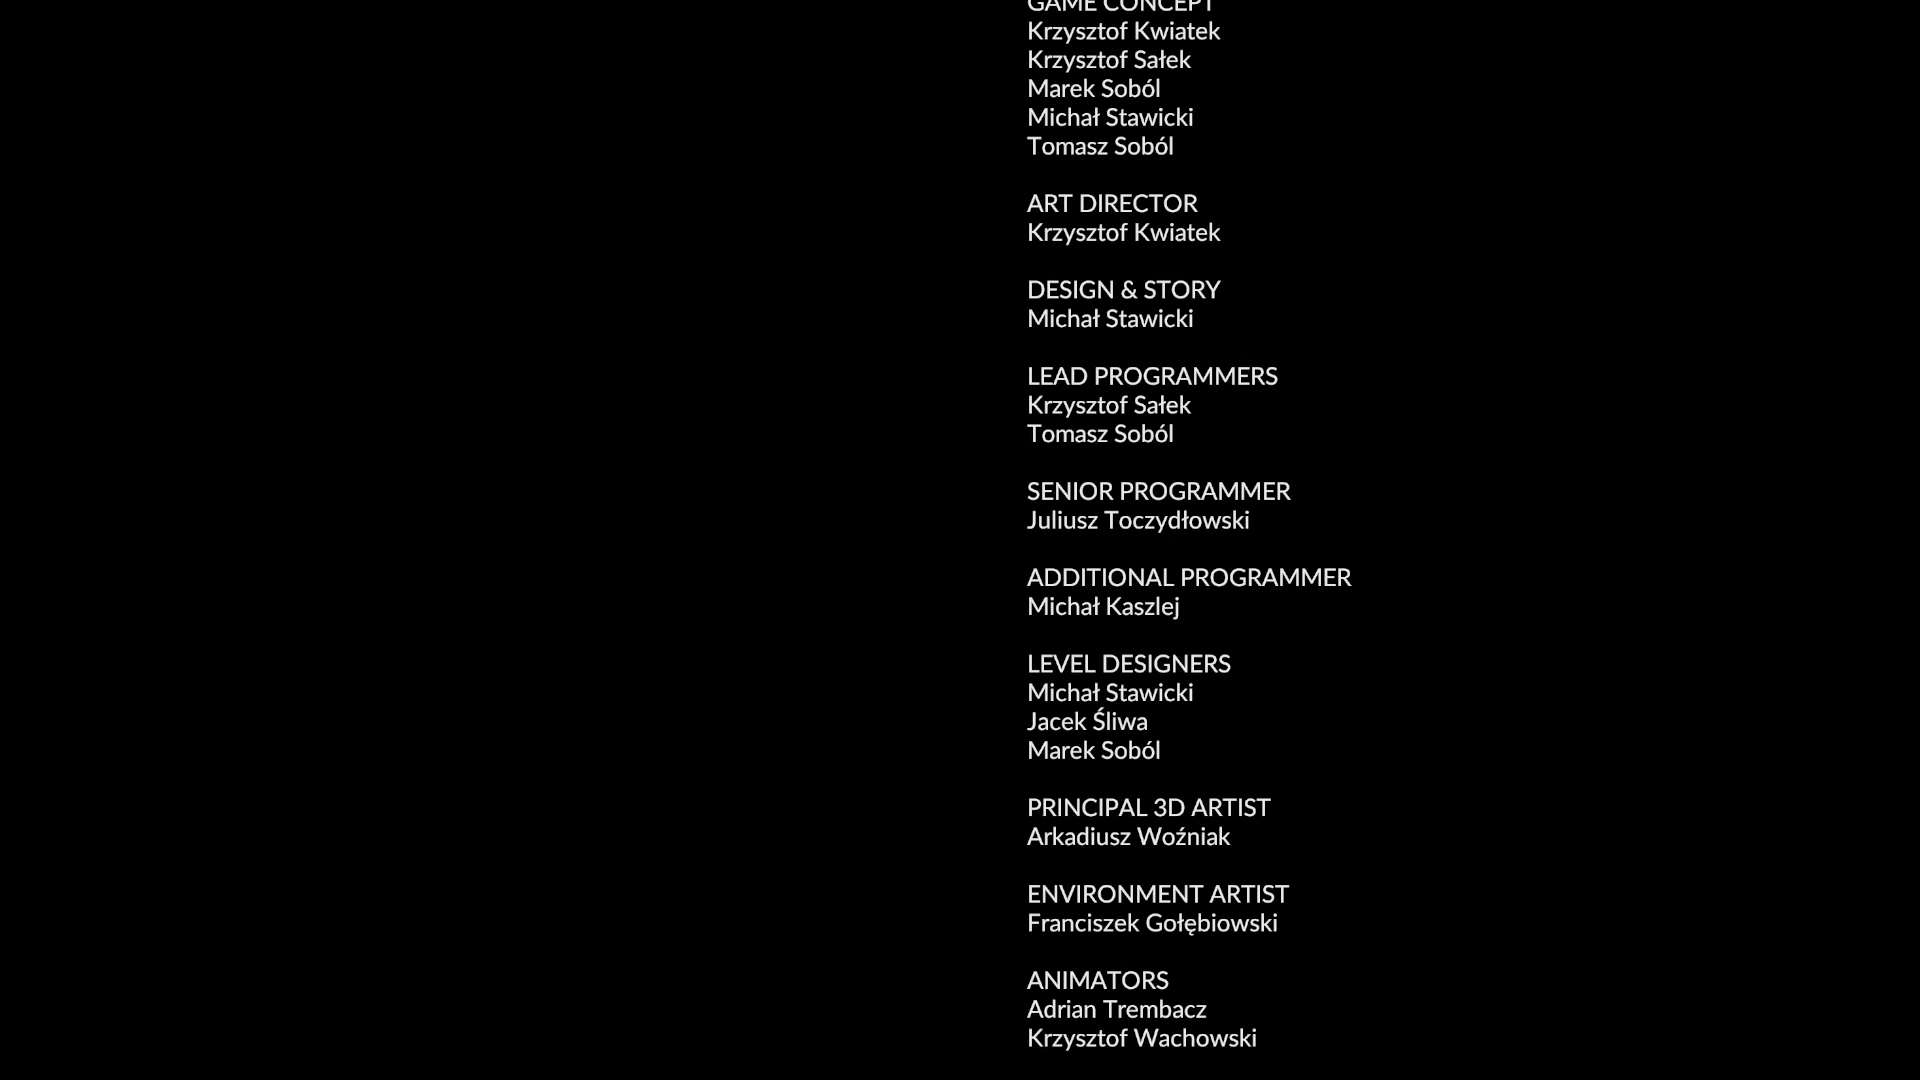 GAME CONCEPT
Krzysztof Kwiatek
Krzysztof Sałek
Marek Soból
Michał Stawicki
Tomasz Soból
ART DIRECTOR
Krzysztof Kwiatek
DESIGN & STORY
Michał Stawicki
LEAD PROGRAMMERS
Krzysztof Sałek
Tomasz Soból
SENIOR PROGRAMMER
Juliusz Toczydłowski
ADDITIONAL PROGRAMMER
Michał Kaszlej
LEVEL DESIGNERS
Michał Stawicki
Jacek Śliwa
Marek Soból
PRINCIPAL 3D ARTIST
Arkadiusz Woźniak
ENVIRONMENT ARTIST
Franciszek Gołębiowski
ANIMATORS
Adrian Trembacz
Krzysztof Wachowski